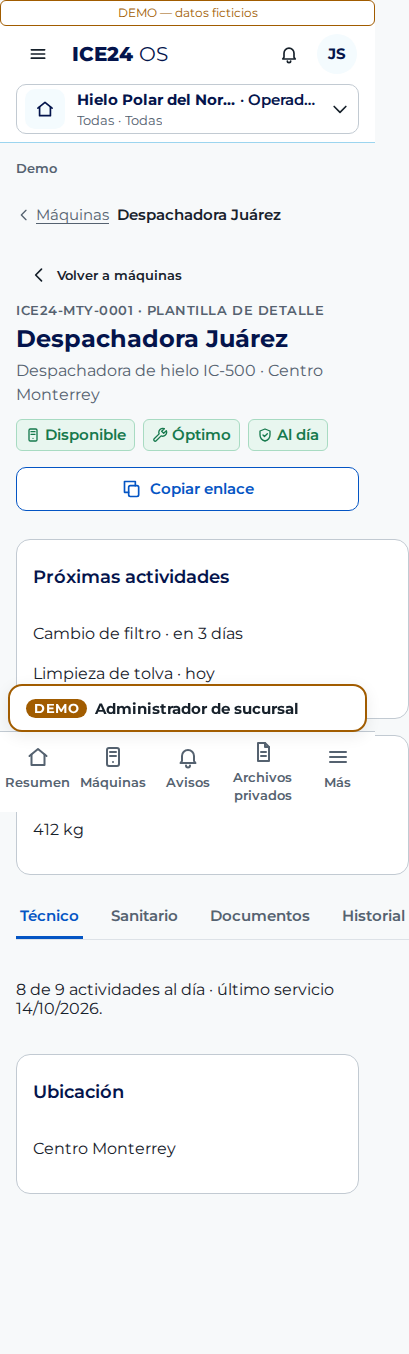 DEMO — datos ficticios
ICE24 OS
JS
Hielo Polar del Nor... · Operad...
Todas · Todas
Demo
Máquinas Despachadora Juárez
Volver a máquinas
ICE24-MTY-0001 · PLANTILLA DE DETALLE
Despachadora Juárez
Despachadora de hielo IC-500 · Centro
Monterrey
Disponible Óptimo Al día
Copiar enlace
Próximas actividades
Cambio de filtro · en 3 días
Limpieza de tolva · hoy
DEMO Administrador de sucursal
Resumen Máquinas Avisos Archivos privados Más
412 kg
Técnico Sanitario Documentos Historial
8 de 9 actividades al día · último servicio
14/10/2026.
Ubicación
Centro Monterrey